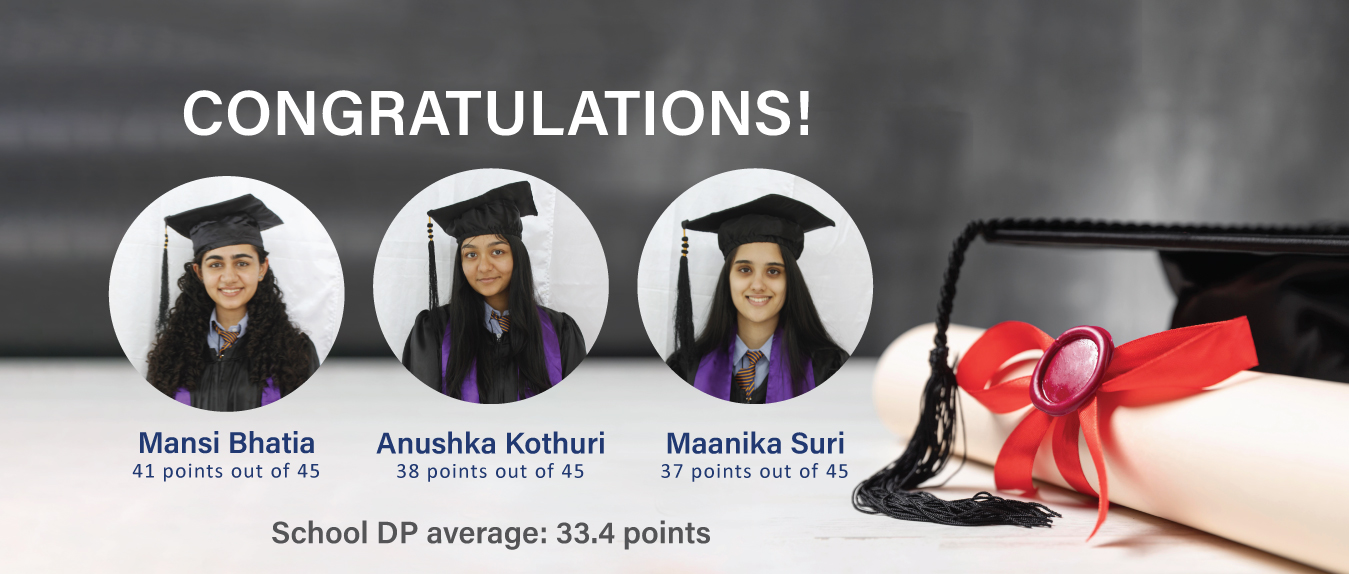 CONGRATULATIONS!
Mansi Bhatia
41 points out of 45
Anushka Kothuri
38 points out of 45
Maanika Suri
37 points out of 45
School DP average: 33.4 points